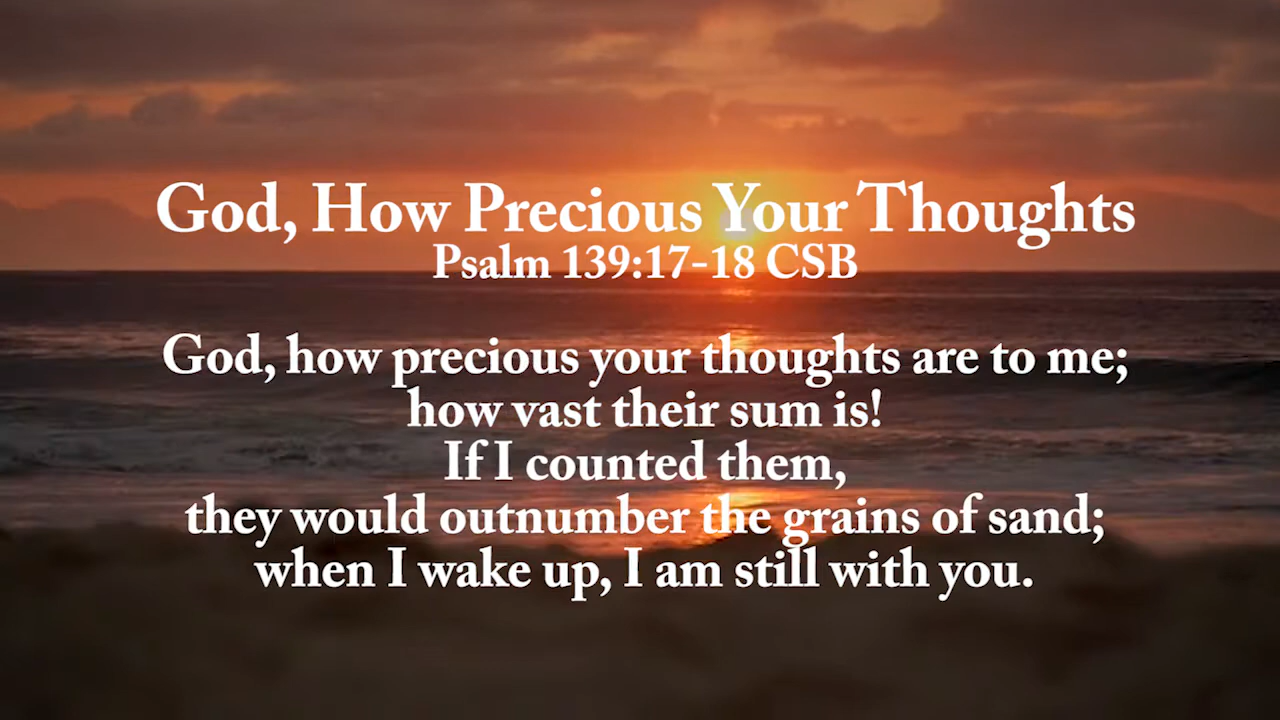 God, How Precious Your Thoughts
Psalm 139:17-18 CSB
God, how precious your thoughts are to me;
how vast their sum is!
If I counted them,
they would outnumber the grains of sand;
when I wake up, I am still with you.